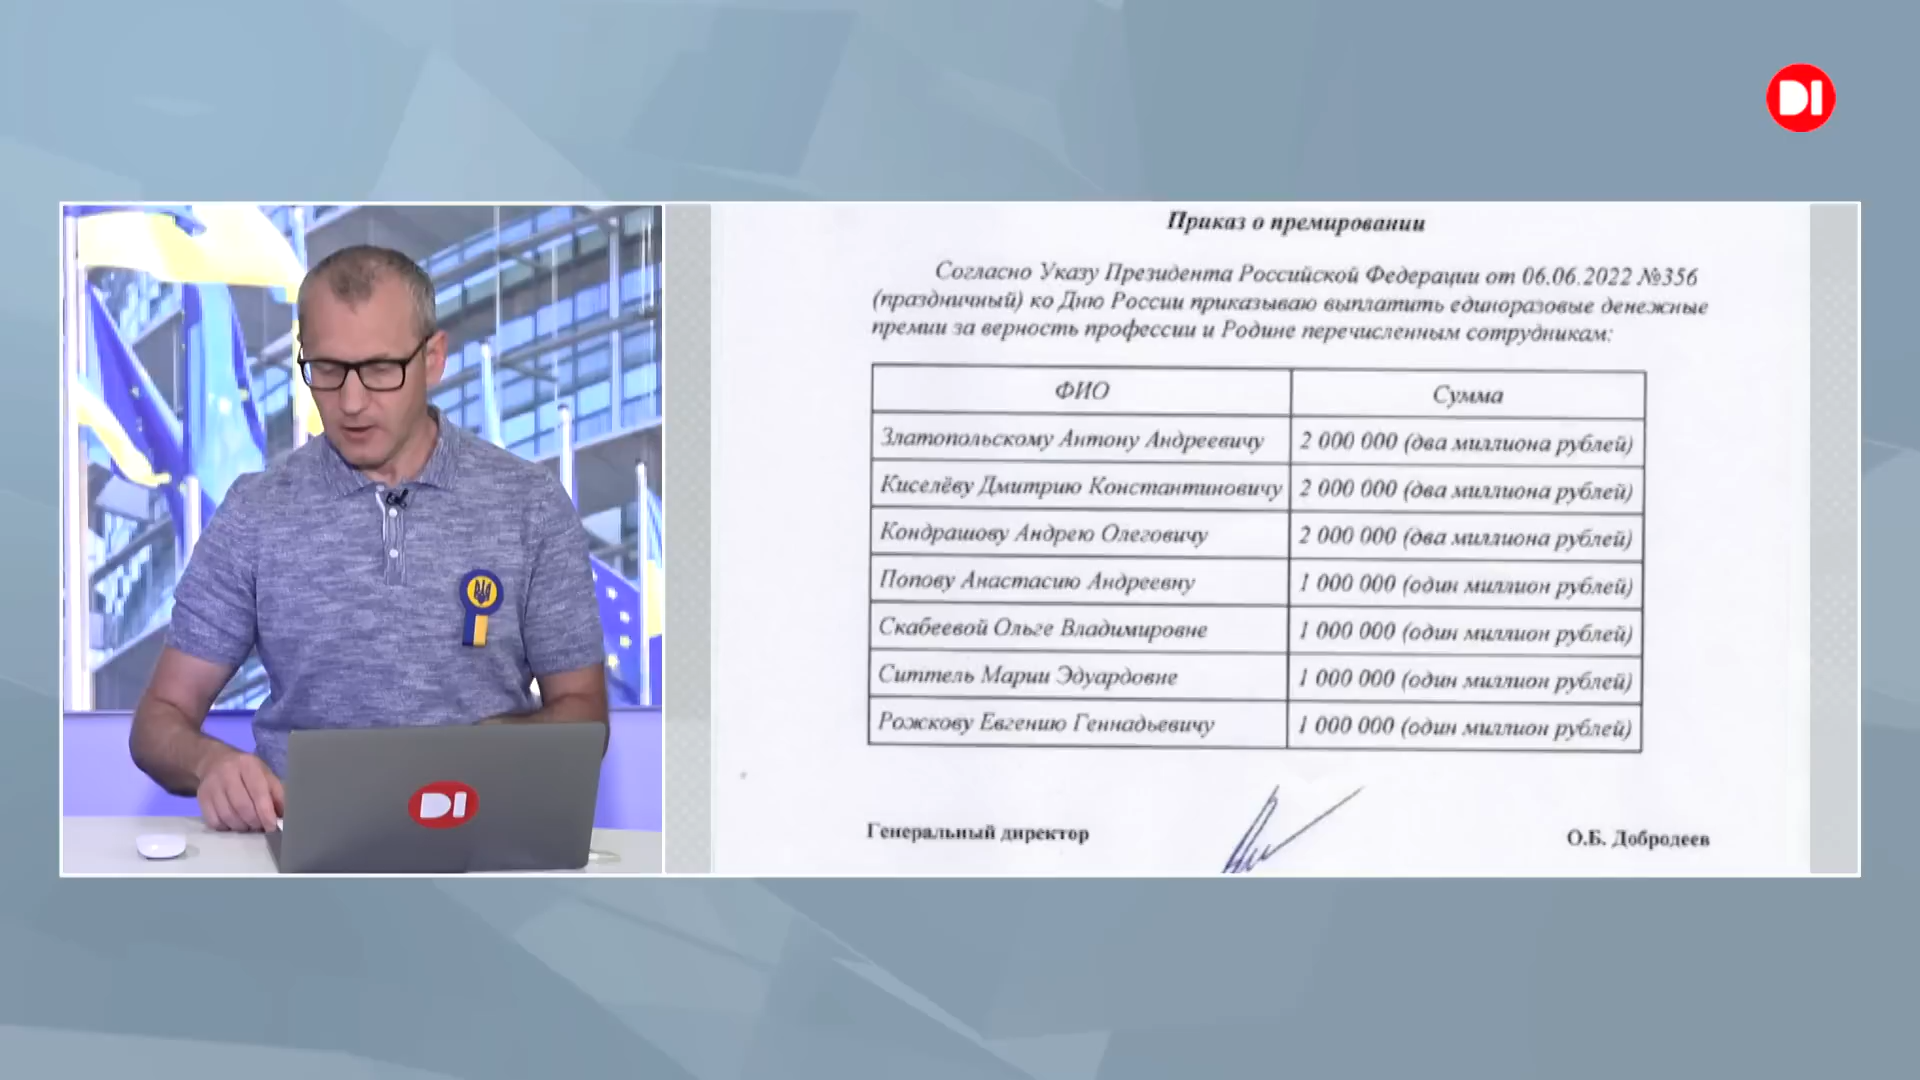 DI
Приказ о премировании
Согласно Указу Президента Российской Федерации от 06.06.2022 №356
(праздничный) ко Дню России приказываю выплатить единоразовые денежные
премии за верность профессии и Родине перечисленным сотрудникам:
ФИО Сумма
Златопольскому Антону Андреевичу 2 000 000 (два миллиона рублей)
Киселёву Дмитрию Константиновичу 2 000 000 (два миллиона рублей)
Кондрашову Андрею Олеговичу 2 000 000 (два миллиона рублей)
Попову Анастасию Андреевну 1 000 000 (один миллион рублей)
Скабеевой Ольге Владимировне 1 000 000 (один миллион рублей)
Ситтель Марии Эдуардовне 1 000 000 (один миллион рублей)
Рожкову Евгению Геннадьевичу 1 000 000 (один миллион рублей)
Генеральный директор О.Б. Добродеев
DI